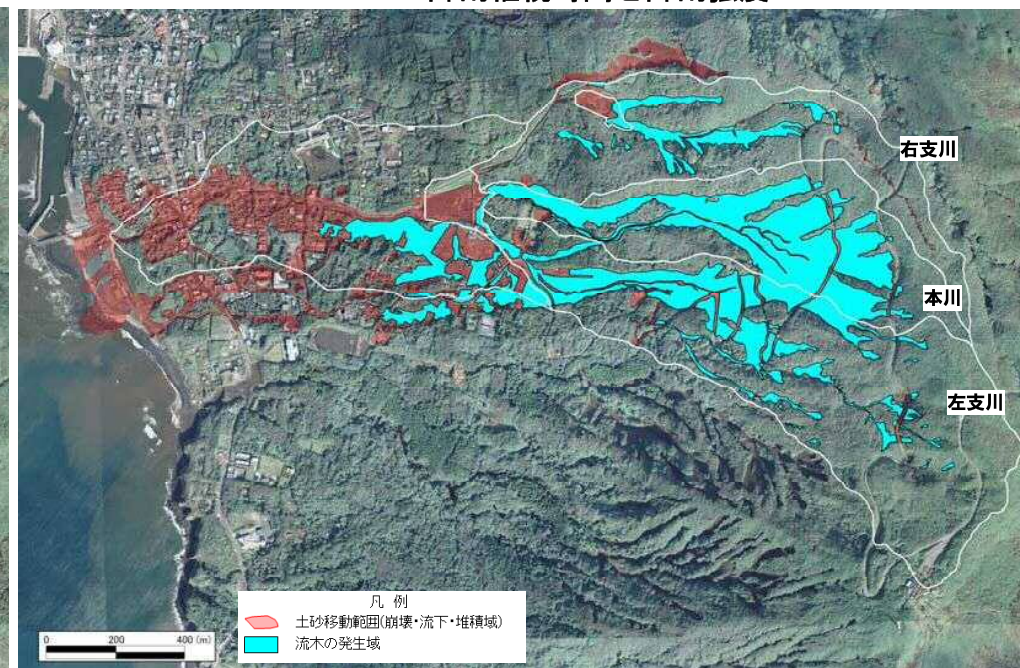 右支川
本川
左支川
凡 例
土砂移動範囲(崩壊・流下・堆積域)
流木の発生域
0 200 400 (m)